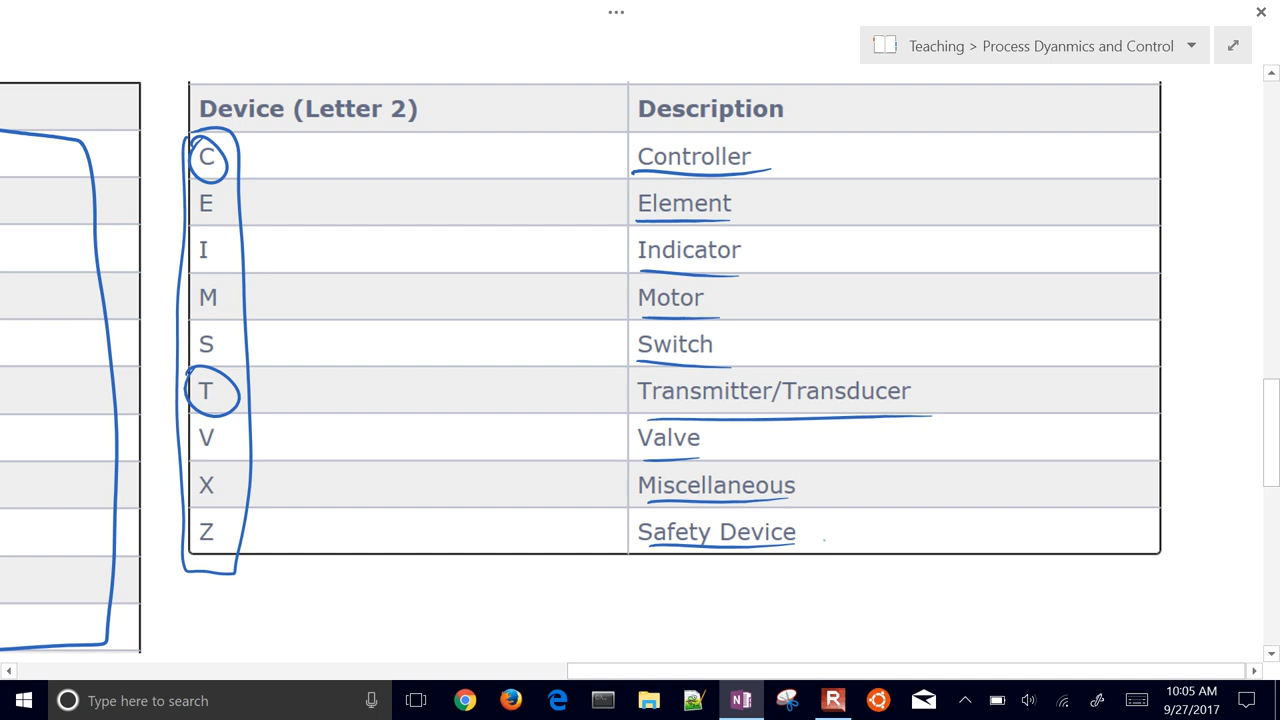 Teaching > Process Dyanmics and Control
Device (Letter 2) Description
C Controller
E Element
I Indicator
M Motor
S Switch
T Transmitter/Transducer
V Valve
X Miscellaneous
Z Safety Device
Type here to search
10:05 AM
9/27/2017